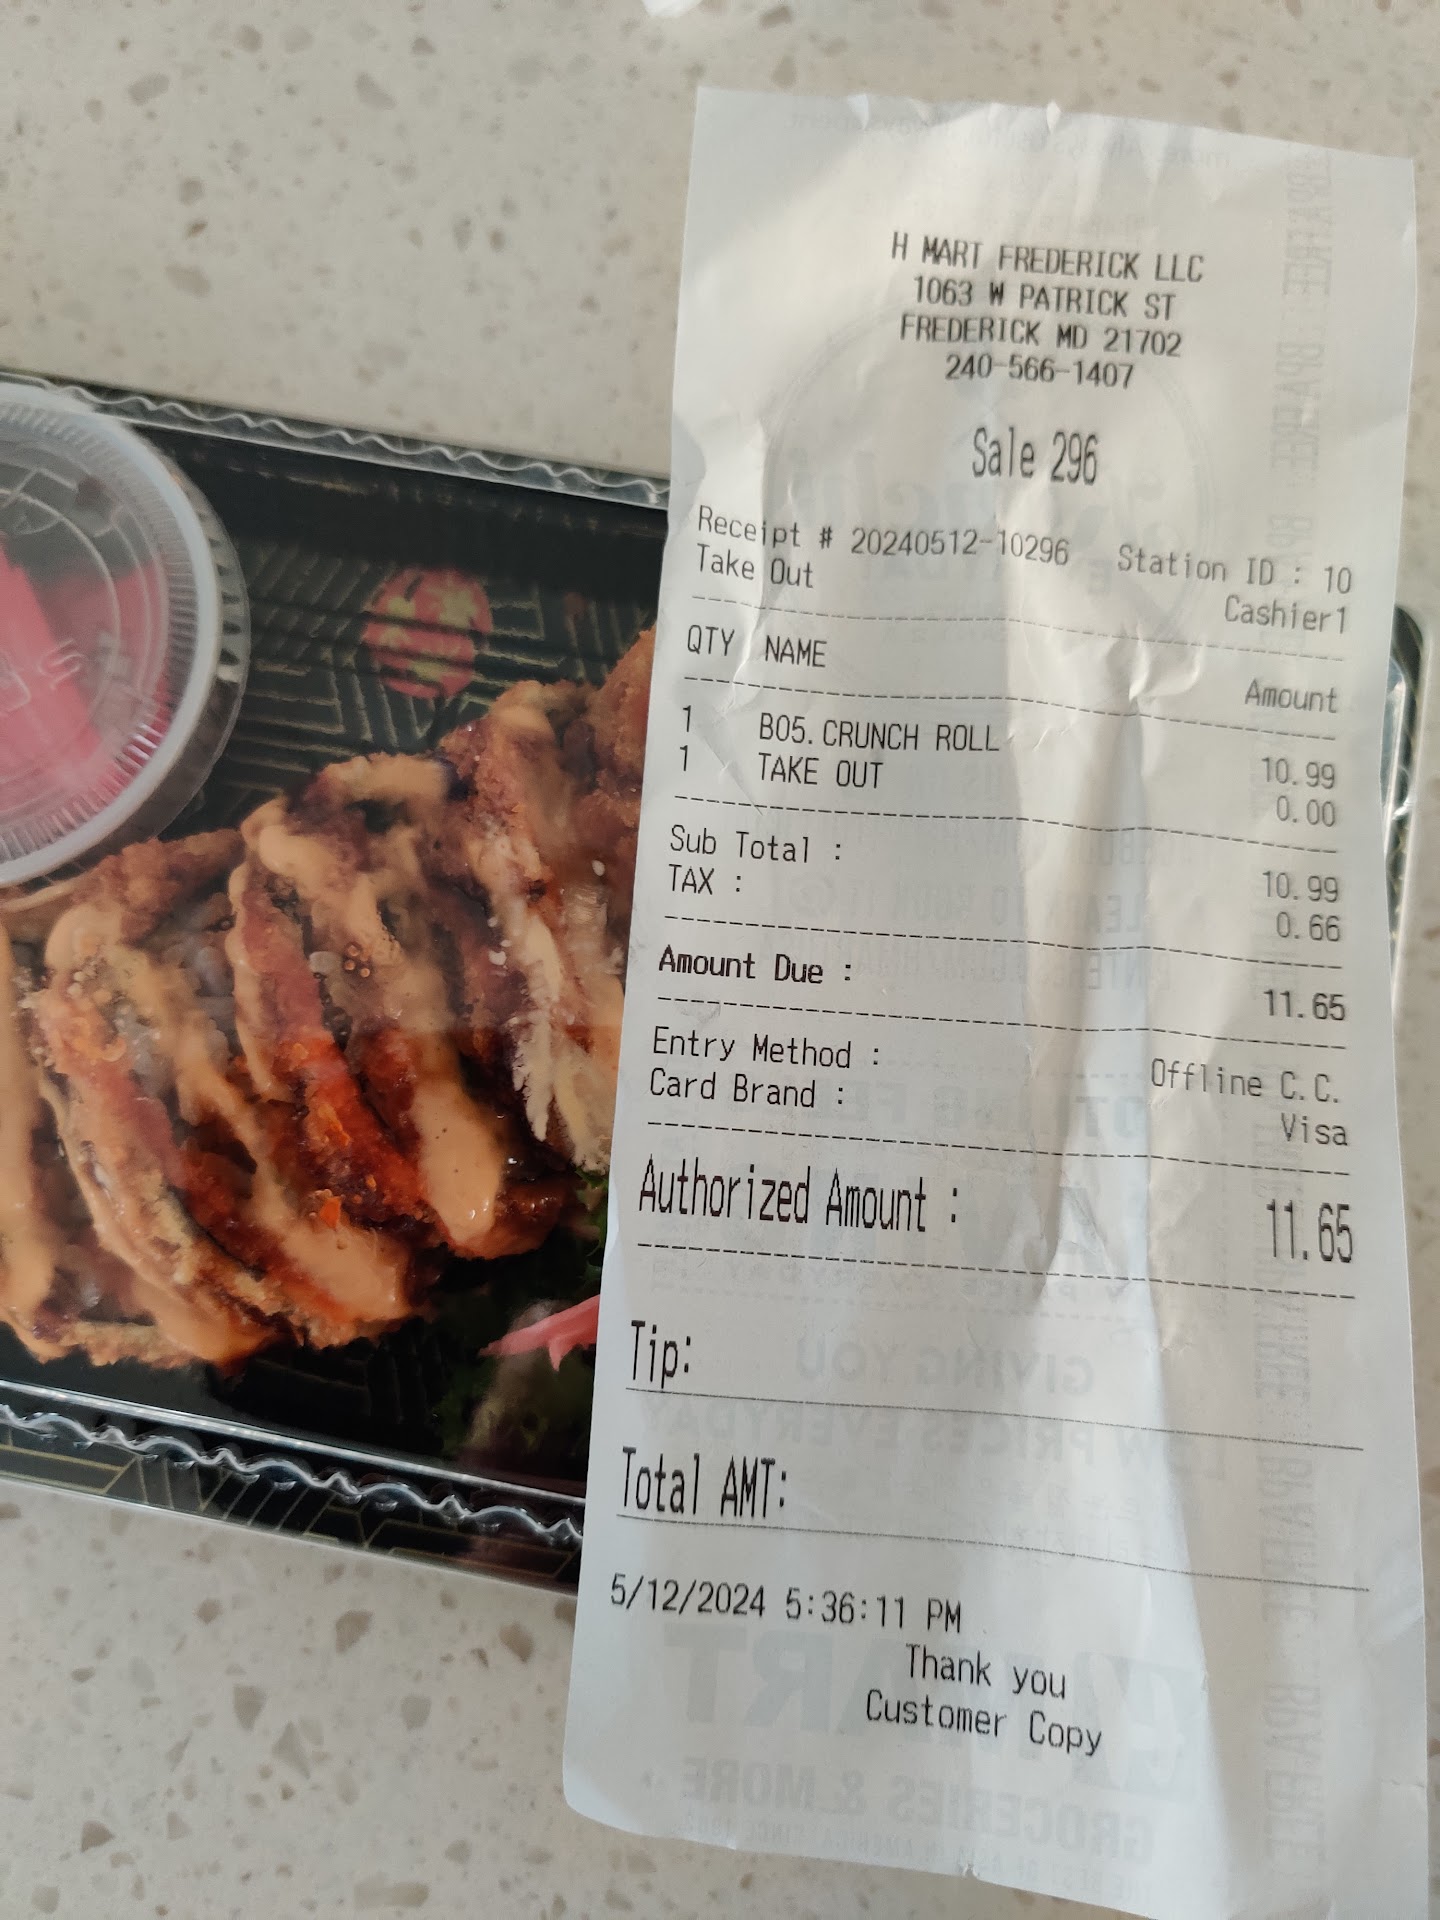 H MART FREDERICK LLC
1063 W PATRICK ST
FREDERICK MD 21702
240-566-1407
Sale 296
Receipt # 20240512-10296 Station ID : 10
Take Out Cashier1
QTY NAME Amount
1 B05. CRUNCH ROLL 10.99
1 TAKE OUT 0.00
Sub Total : 10.99
TAX : 0.66
Amount Due : 11.65
Entry Method : Offline C.C.
Card Brand : Visa
Authorized Amount : 11.65
Tip:
Total AMT:
5/12/2024 5:36:11 PM
Thank you
Customer Copy